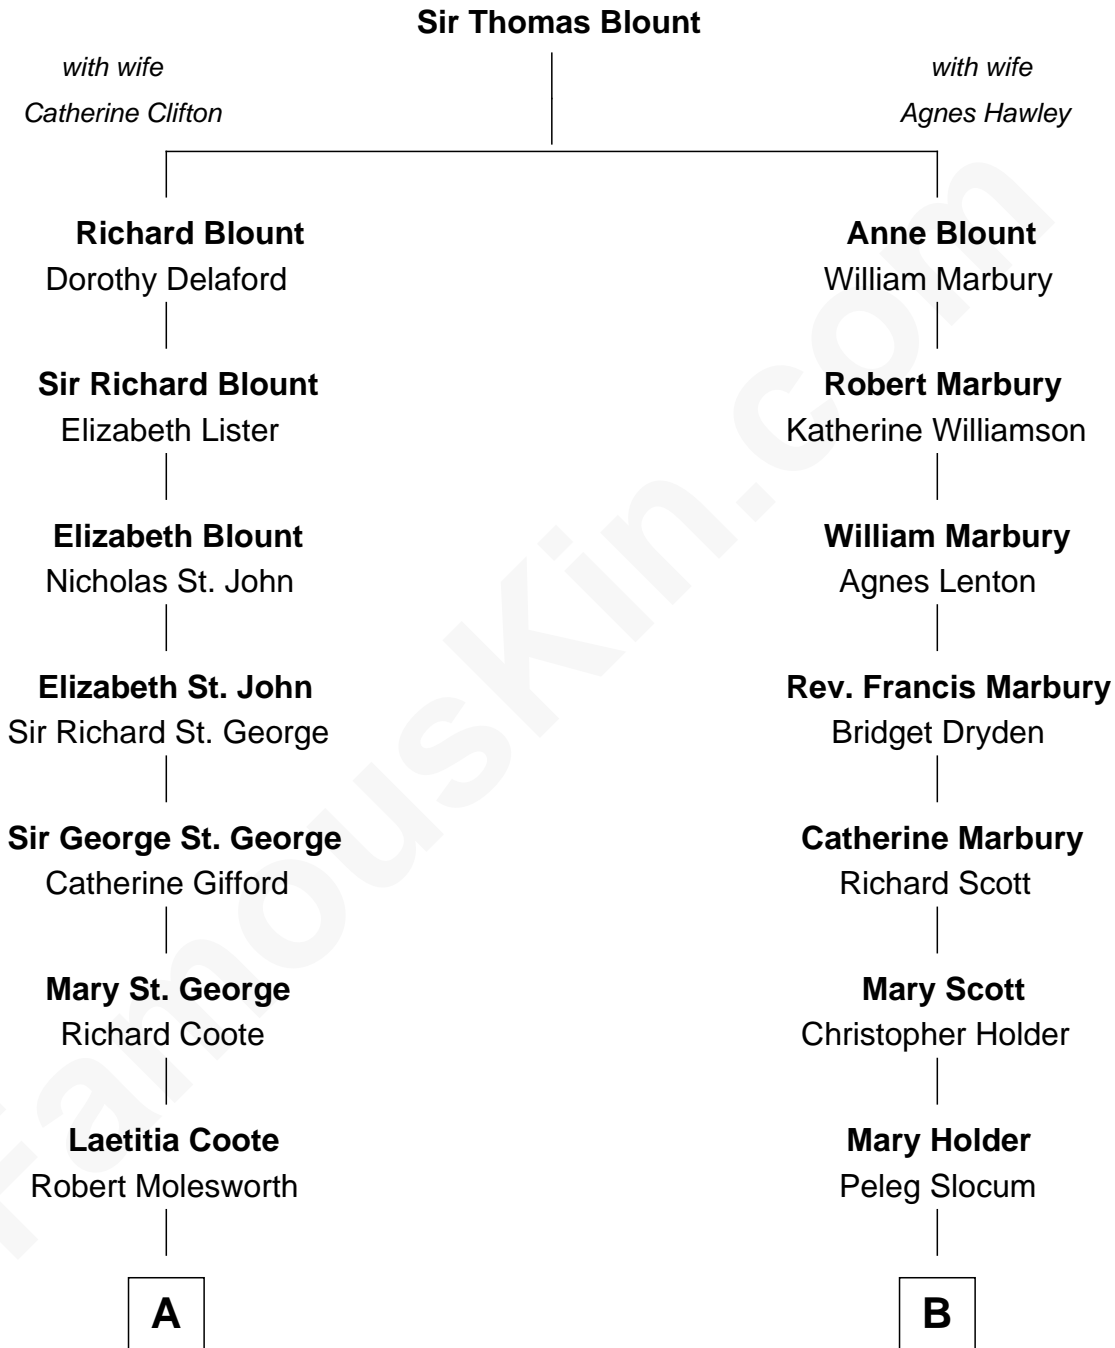 Sir Thomas Blount
with wife
Catherine Clifton
with wife
Agnes Hawley
Richard Blount
Dorothy Delaford
Anne Blount
William Marbury
Sir Richard Blount
Elizabeth Lister
Robert Marbury
Katherine Williamson
Elizabeth Blount
Nicholas St. John
William Marbury
Agnes Lenton
Elizabeth St. John
Sir Richard St. George
Rev. Francis Marbury
Bridget Dryden
Sir George St. George
Catherine Gifford
Catherine Marbury
Richard Scott
Mary St. George
Richard Coote
Mary Scott
Christopher Holder
Laetitia Coote
Robert Molesworth
Mary Holder
Peleg Slocum
A
B
FamousKin.com